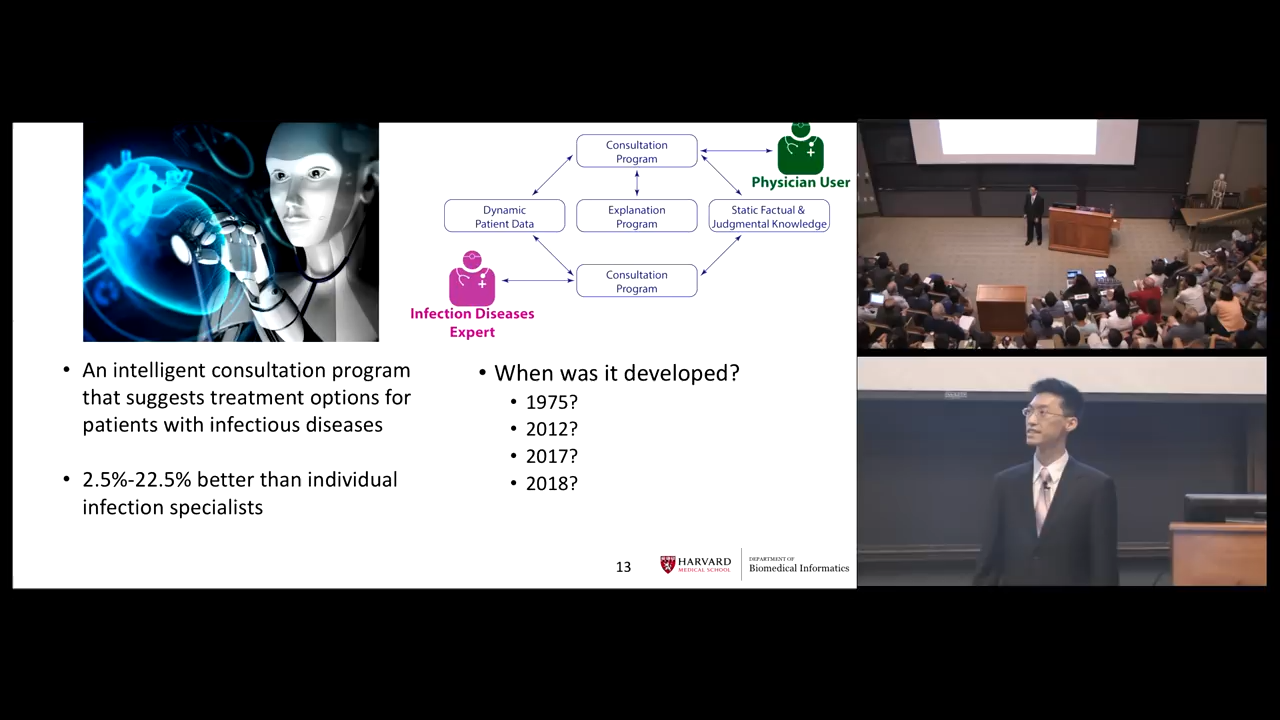 Consultation
Program
Physician User
Dynamic
Patient Data
Explanation
Program
Static Factual &
Judgmental Knowledge
Consultation
Program
Infection Diseases
Expert
• An intelligent consultation program
that suggests treatment options for
patients with infectious diseases
• 2.5%-22.5% better than individual
infection specialists
• When was it developed?
• 1975?
• 2012?
• 2017?
• 2018?
13
HARVARD
MEDICAL SCHOOL
DEPARTMENT OF
Biomedical Informatics